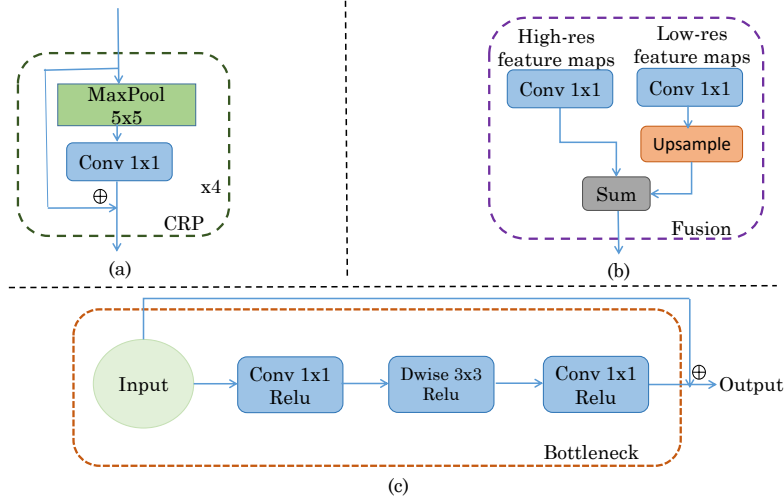 MaxPool
5x5
Conv 1x1
⊕
x4
CRP
(a)
High-res
feature maps
Low-res
feature maps
Conv 1x1
Conv 1x1
Upsample
Sum
Fusion
(b)
Input
Conv 1x1
Relu
Dwise 3x3
Relu
Conv 1x1
Relu
⊕
Output
Bottleneck
(c)